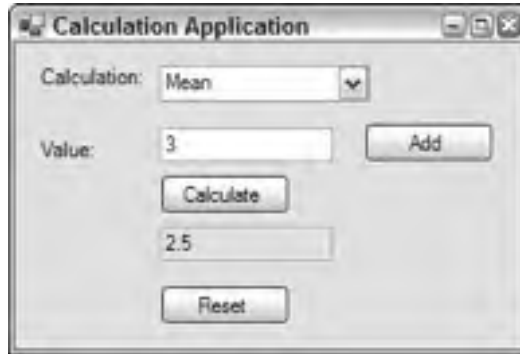 Calculation Application
Calculation: Mean
Value: 3 Add
Calculate
2.5
Reset